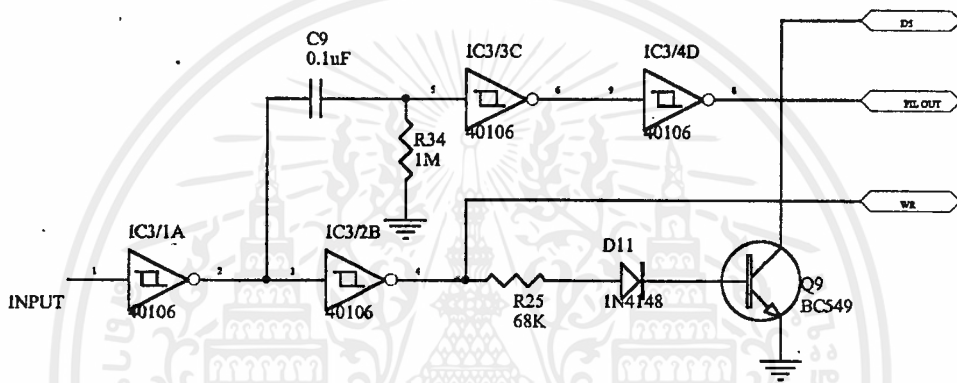 C9
0.1uF
IC3/3C
IC3/4D
D5
5
6
9
8
PIL OUT
40106
40106
R34
1M
WR
IC3/1A
IC3/2B
D11
INPUT
1
2
3
4
40106
40106
R25
68K
1N4148
Q9
BC549